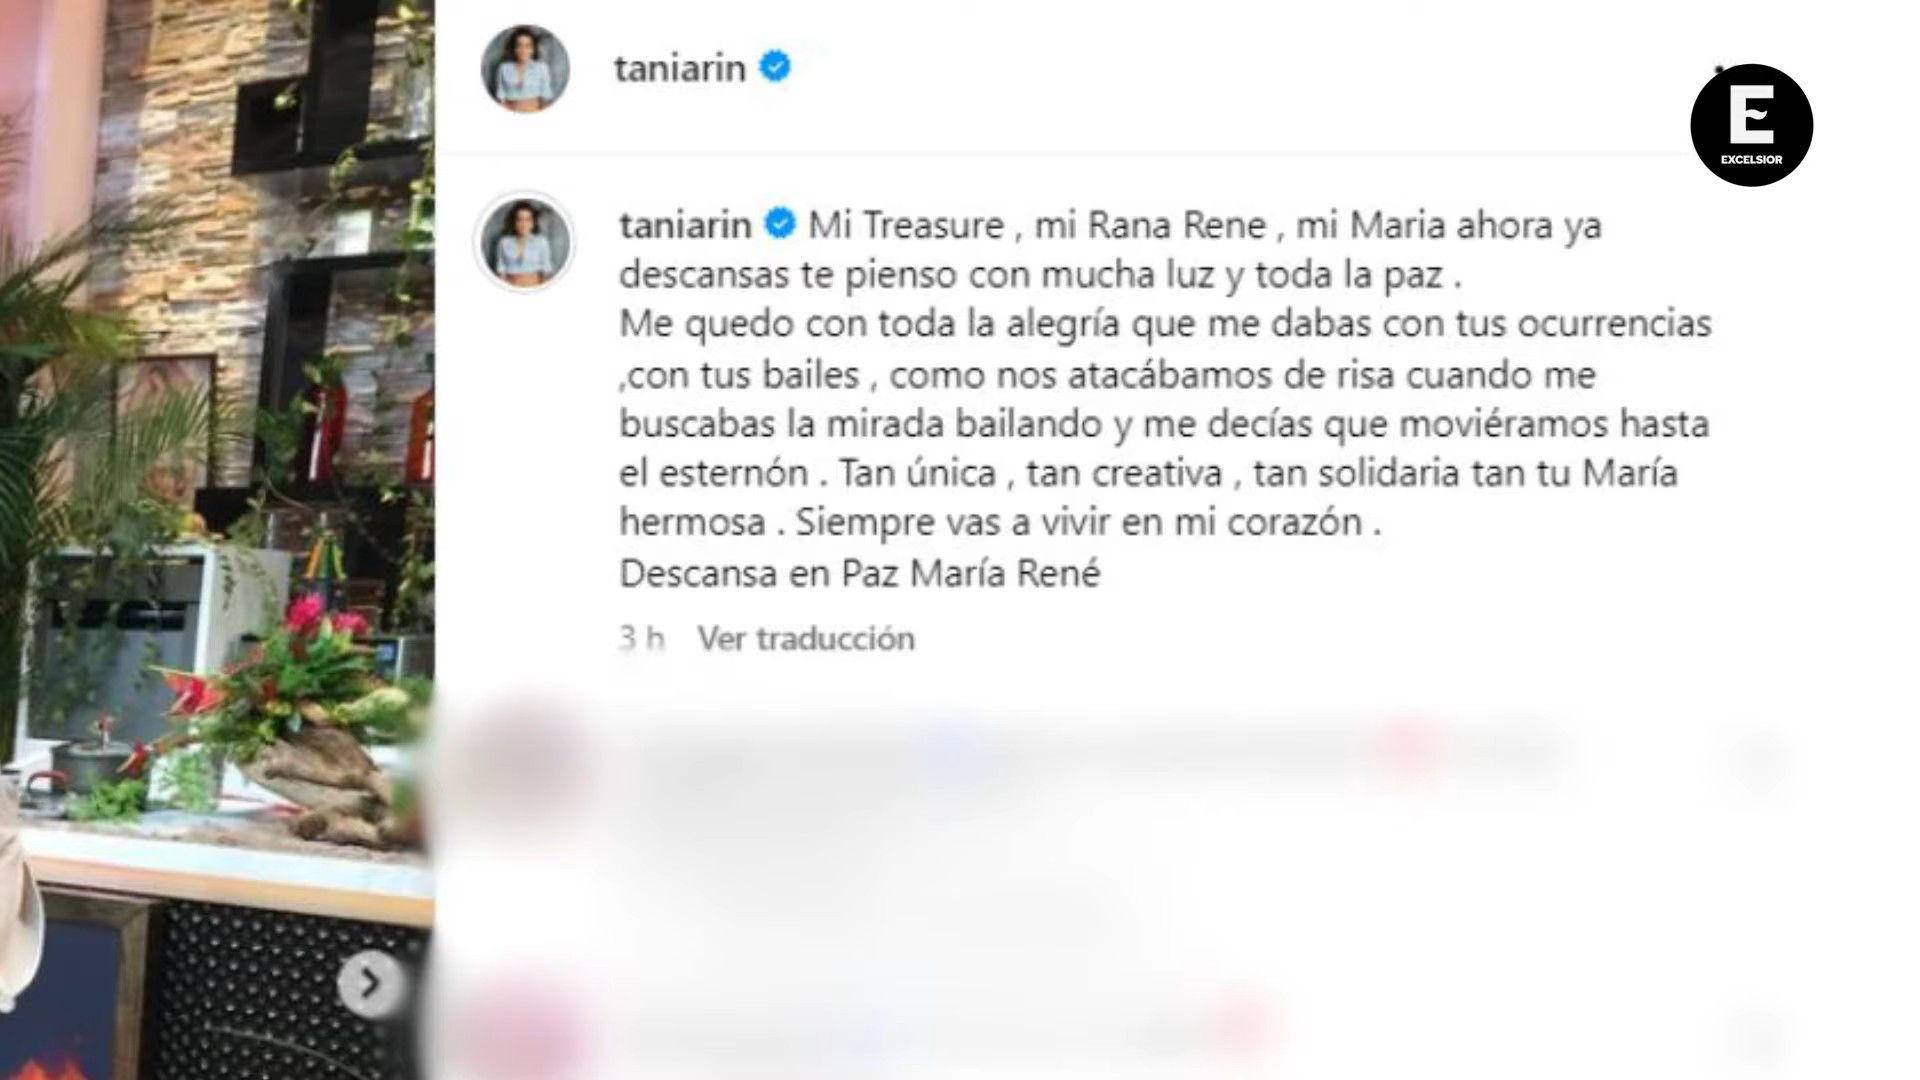 taniarin
E
EXCELSIOR
taniarin Mi Treasure , mi Rana Rene , mi Maria ahora ya
descansas te pienso con mucha luz y toda la paz .
Me quedo con toda la alegría que me dabas con tus ocurrencias
,con tus bailes , como nos atacábamos de risa cuando me
buscabas la mirada bailando y me decías que moviéramos hasta
el esternón . Tan única , tan creativa , tan solidaria tan tu María
hermosa . Siempre vas a vivir en mi corazón .
Descansa en Paz María René
3 h Ver traducción